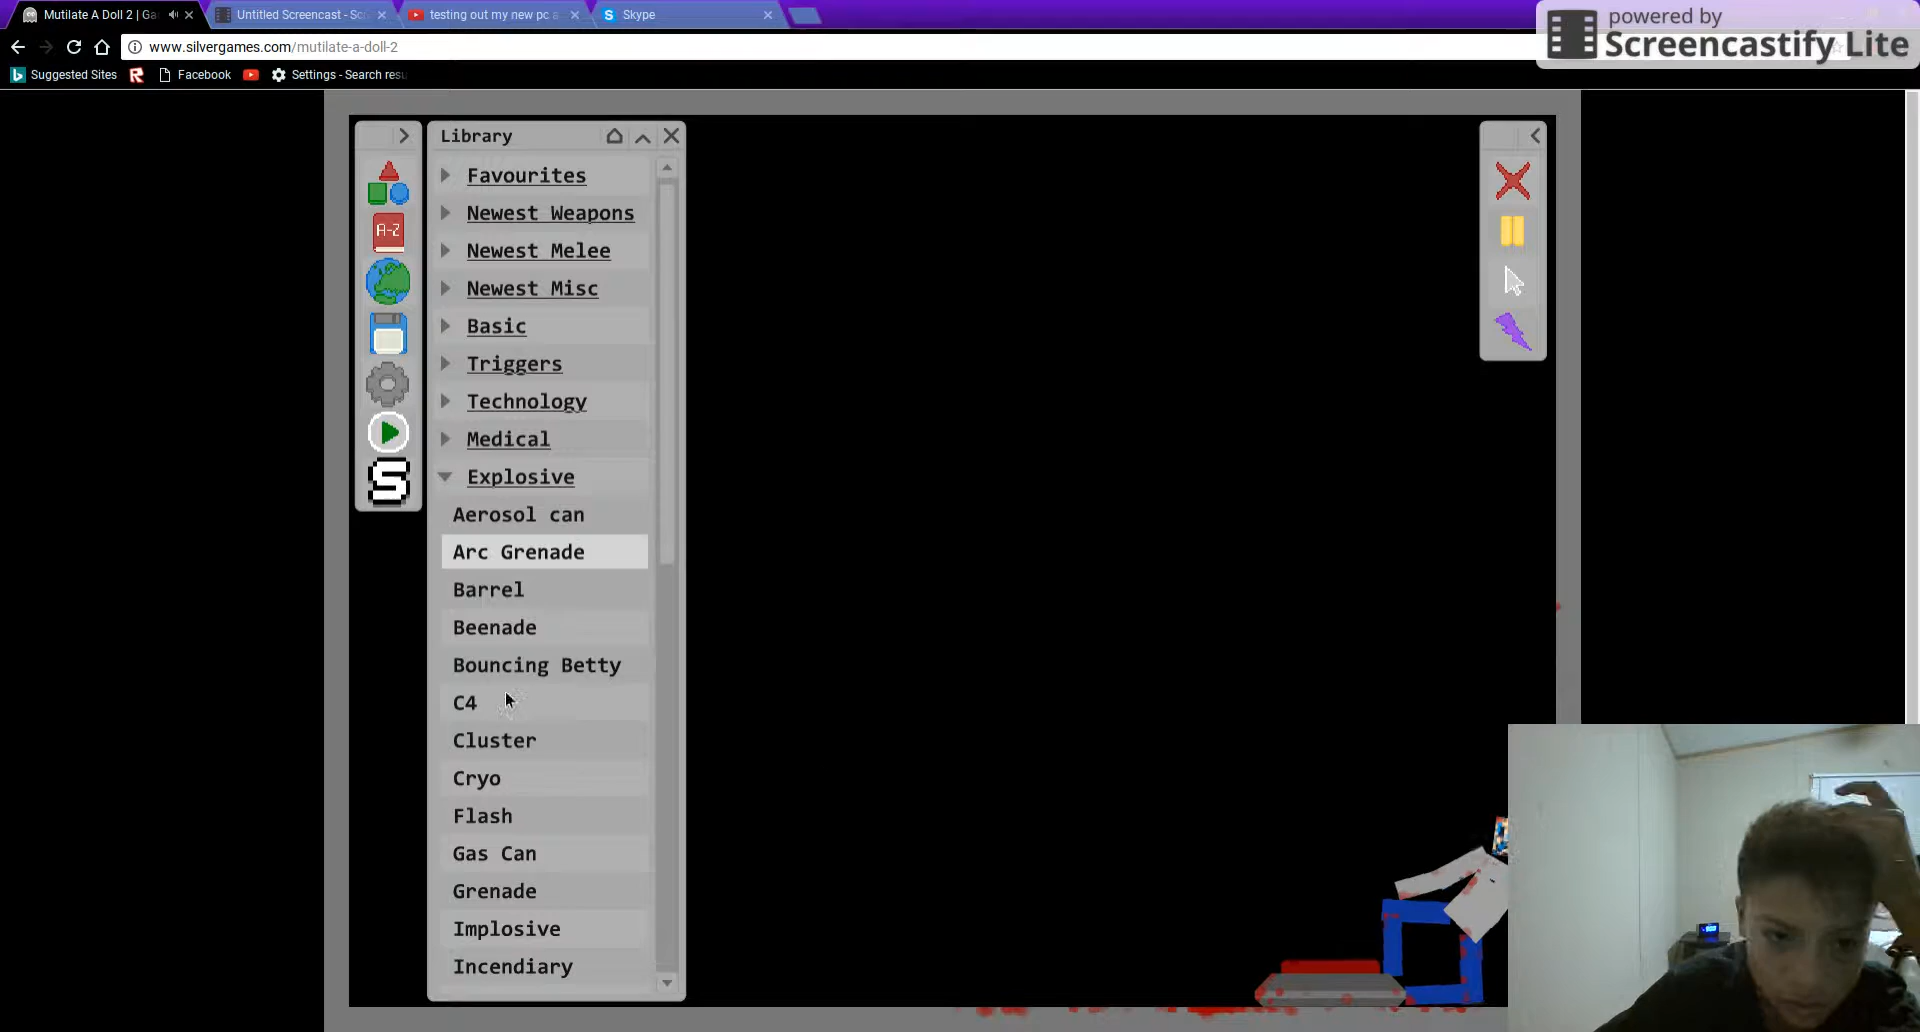 Mutilate A Doll 2 | Ga
Untitled Screencast - Sc
testing out my new pc a
Skype
www.silvergames.com/mutilate-a-doll-2
Suggested Sites
Facebook
Settings - Search resu
powered by
Screencastify Lite
Library
A-Z
Favourites
Newest Weapons
Newest Melee
Newest Misc
Basic
Triggers
Technology
Medical
Explosive
Aerosol can
Arc Grenade
Barrel
Beenade
Bouncing Betty
C4
Cluster
Cryo
Flash
Gas Can
Grenade
Implosive
Incendiary
S